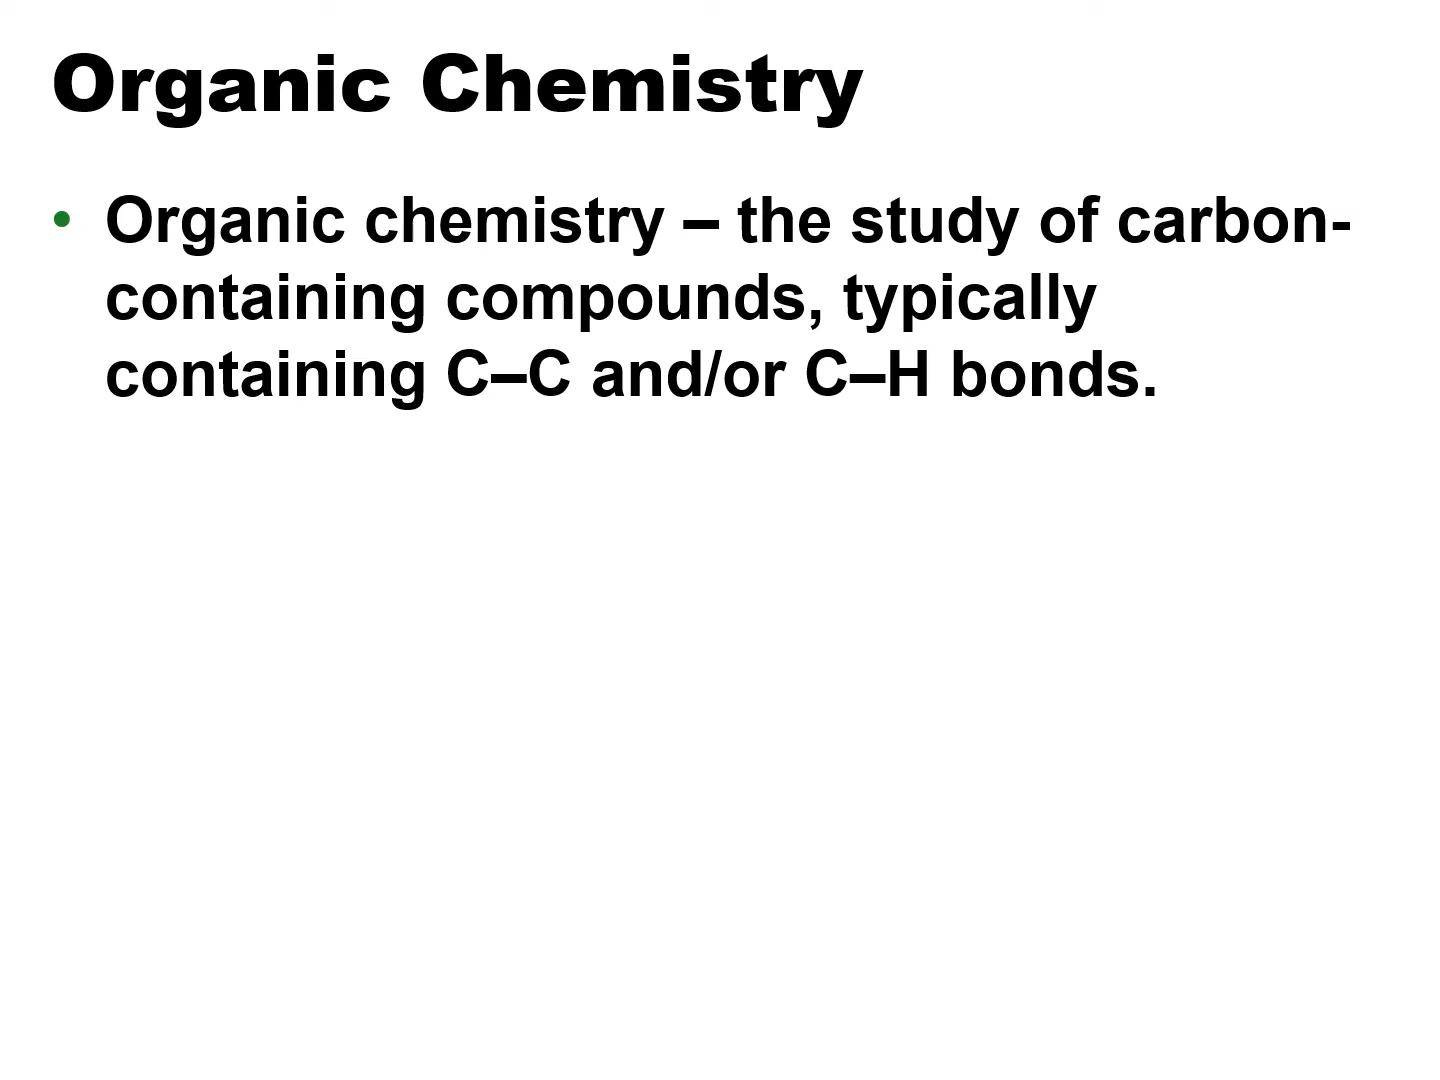 Organic Chemistry
• Organic chemistry – the study of carbon-
containing compounds, typically
containing C–C and/or C–H bonds.